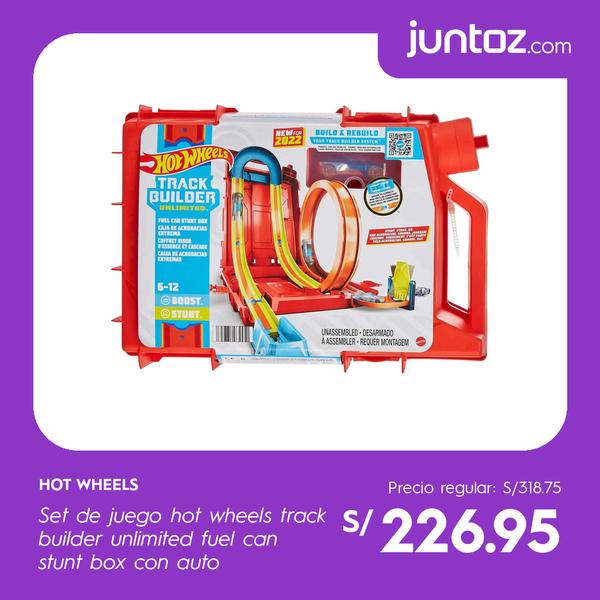 juntoz.com
NEW FOR
2022
BUILD & REBUILD
YOUR TRACK BUILDER SYSTEM
HOT WHEELS
TRACK
BUILDER
UNLIMITED
FUEL CAN STUNT BOX
CAJA DE ACROBACIAS
EXTREMA
COFFRET BIDON
D'ESSENCE ET CASCADE
CAIXA DE ACROBACIAS
EXTREMAS
6-12
BOOST
STUNT
UNASSEMBLED • DESARMADO
À ASSEMBLER • REQUER MONTAGEM
HOT WHEELS
Set de juego hot wheels track
builder unlimited fuel can
stunt box con auto
Precio regular: S/318.75
S/ 226.95